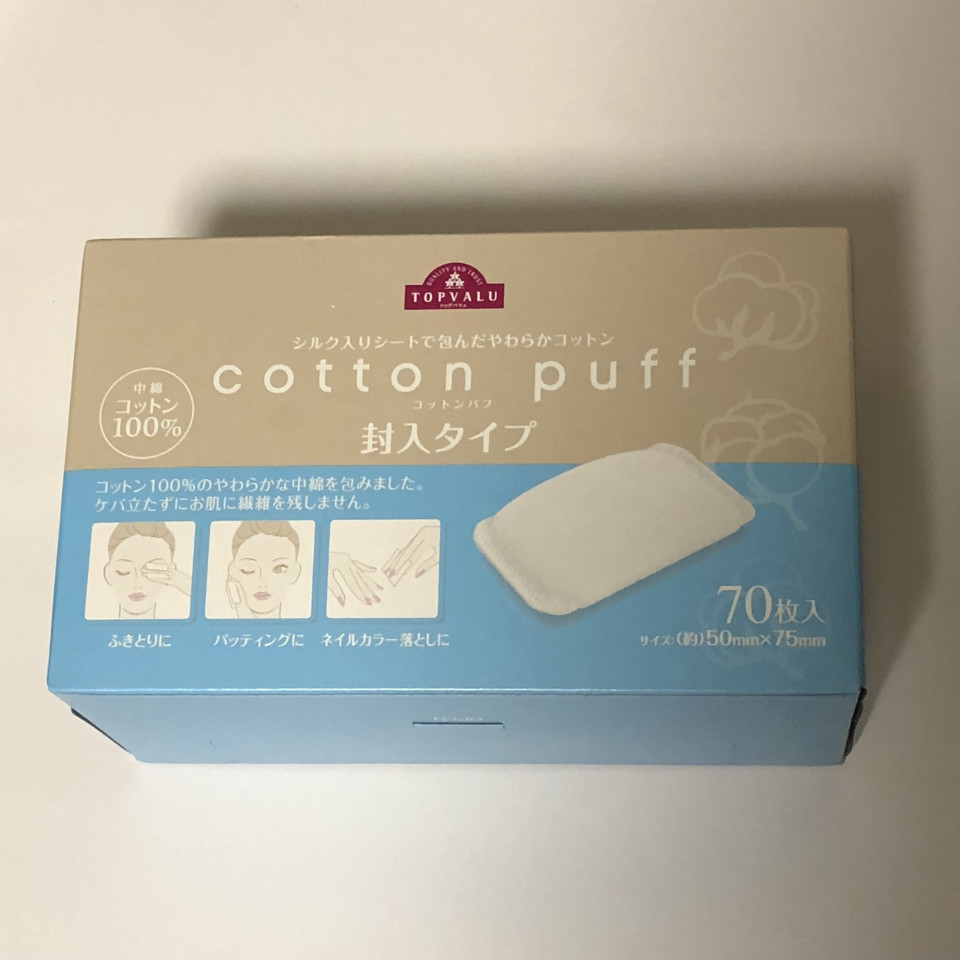 QUALITY AND TRUST
TOPVALU
トップバリュ
シルク入りシートで包んだやわらかコットン
cotton puff
コットンパフ
封入タイプ
中綿
コットン
100%
コットン100%のやわらかな中綿を包みました。
ケバ立たずにお肌に繊維を残しません。
ふきとりに
パッティングに
ネイルカラー落としに
70枚入
サイズ:(約)50mm×75mm